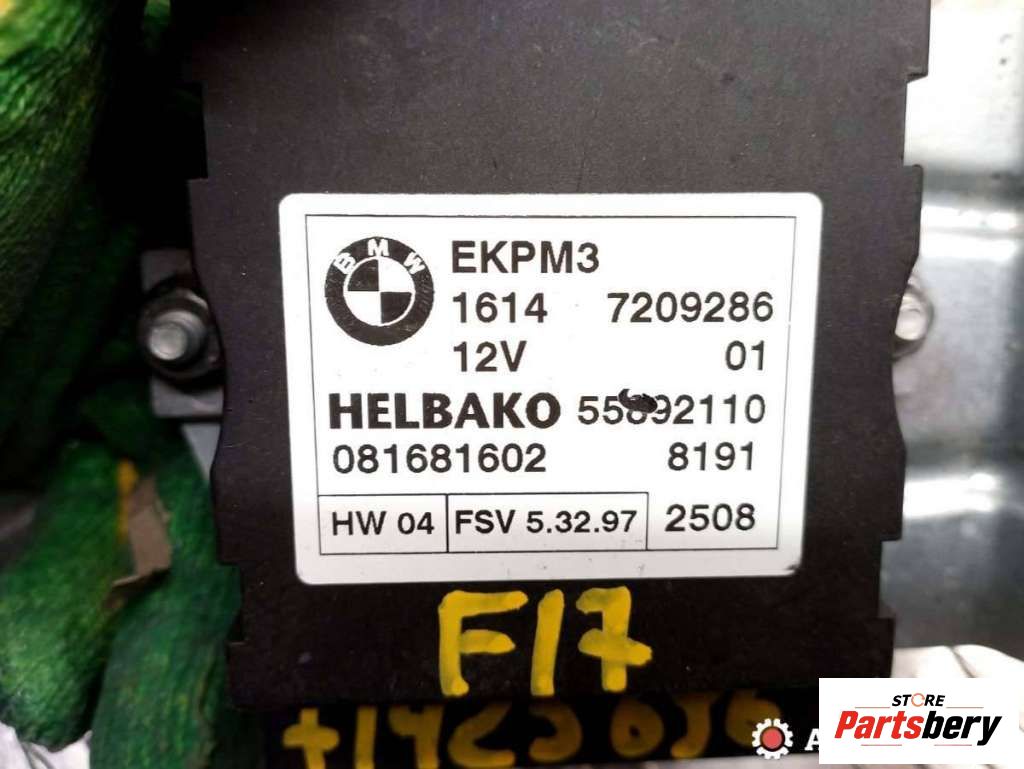 BMW
EKPM3
1614 7209286
12V 01
HELBAKO 55892110
081681602 8191
HW 04 FSV 5.32.97 2508
F17
STORE
Partsbery
A